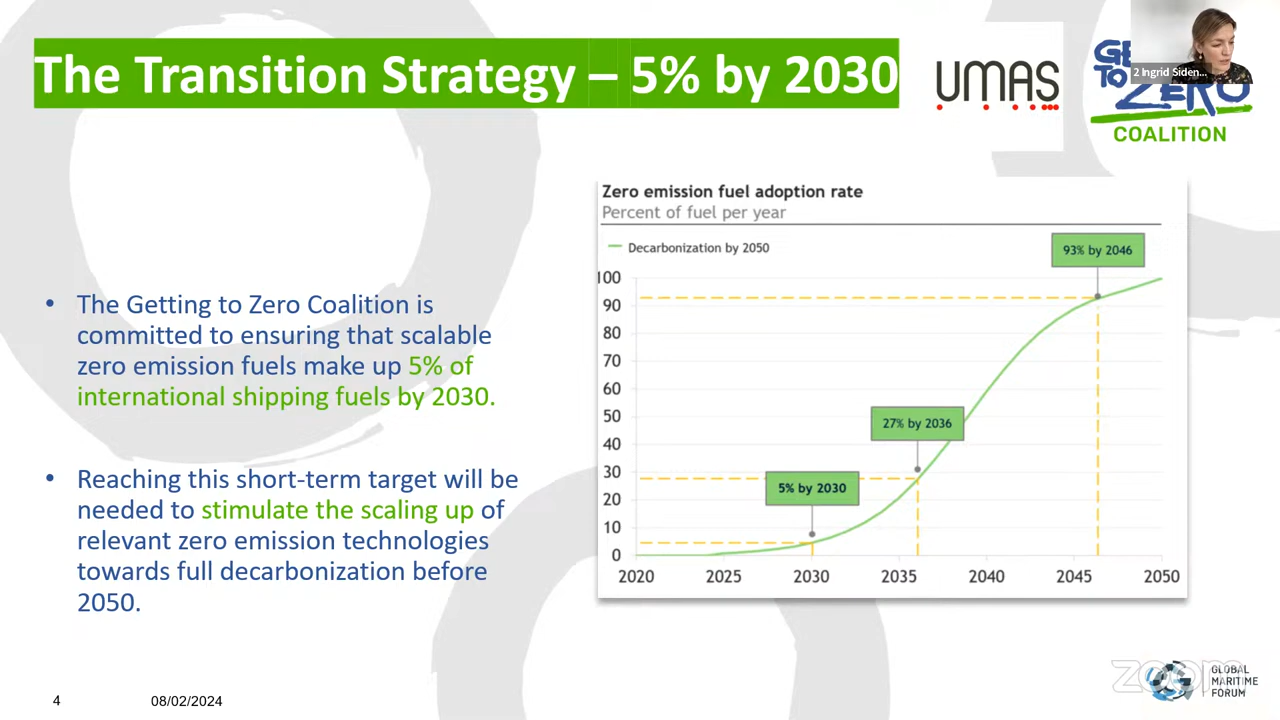 The Transition Strategy – 5% by 2030
UMAS
2 Ingrid Siden...
ZERO
COALITION
Zero emission fuel adoption rate
Percent of fuel per year
Decarbonization by 2050
93% by 2046
27% by 2036
5% by 2030
100
90
80
70
60
50
40
30
20
10
0
2020 2025 2030 2035 2040 2045 2050
• The Getting to Zero Coalition is
committed to ensuring that scalable
zero emission fuels make up 5% of
international shipping fuels by 2030.
• Reaching this short-term target will be
needed to stimulate the scaling up of
relevant zero emission technologies
towards full decarbonization before
2050.
4 08/02/2024
zoom
GLOBAL
MARITIME
FORUM